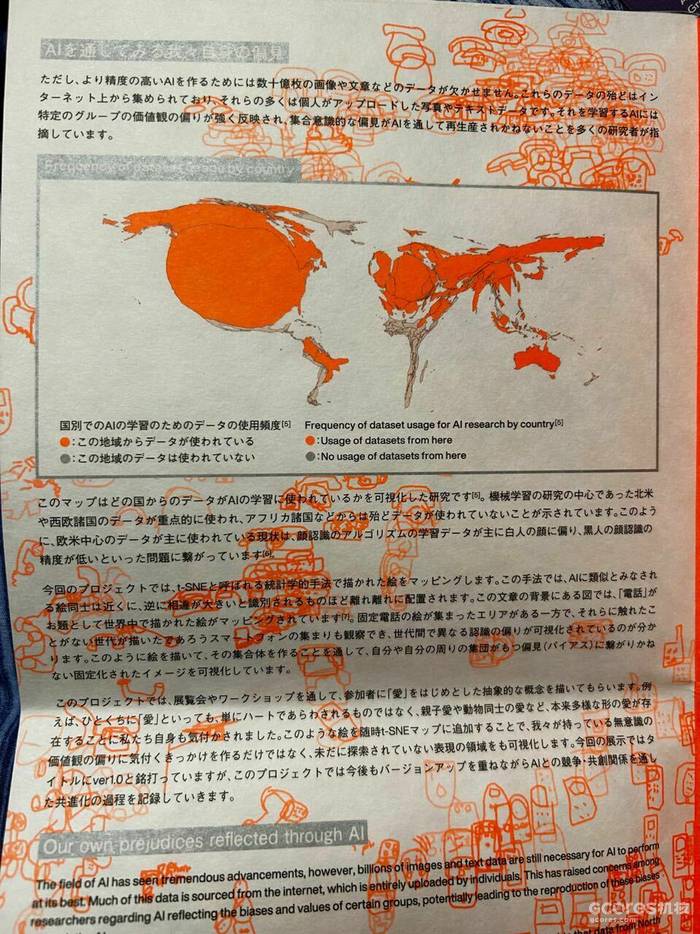 AIを通してみる我々自身の偏見
ただし、より精度の高いAIを作るためには数十億枚の画像や文章などのデータが欠かせません。これらのデータの殆どはイン
ターネット上から集められており、それらの多くは個人がアップロードした写真やテキストデータです。それを学習するAIには
特定のグループの価値観の偏りが強く反映され、集合意識的な偏見がAIを通して再生産されかねないことを多くの研究者が指
摘しています。
Frequency of dataset usage by country
国別でのAIの学習のためのデータの使用頻度[5]
●:この地域からデータが使われている
●:この地域のデータは使われていない
Frequency of dataset usage for AI research by country[5]
●:Usage of datasets from here
●:No usage of datasets from here
このマップはどの国からのデータがAIの学習に使われているかを可視化した研究です[5]。機械学習の研究の中心であった北米
や西欧諸国のデータが重点的に使われ、アフリカ諸国などからは殆どデータが使われていないことが示されています。このよう
に、欧米中心のデータが主に使われている現状は、顔認識のアルゴリズムの学習データが主に白人の顔に偏り、黒人の顔認識の
精度が低いといった問題に繋がっています[6]。
今回のプロジェクトでは、t-SNEと呼ばれる統計学的手法で描かれた絵をマッピングします。この手法では、AIに類似とみなされ
る絵同士は近くに、逆に相違が大きいと識別されるものほど離れ離れに配置されます。この文章の背景にある図では、「電話」が
お題として世界中で描かれた絵がマッピングされています[7]。固定電話の絵が集まったエリアがある一方で、それらに触れたこ
とがない世代が描いたであろうスマートフォンの集まりも観察でき、世代間で異なる認識の偏りが可視化されているのが分か
ります。このように絵を描いて、その集合体を作ることを通して、自分や自分の周りの集団がもつ偏見（バイアス）に繋がりかね
ない固定化されたイメージを可視化しています。
このプロジェクトでは、展覧会やワークショップを通して、参加者に「愛」をはじめとした抽象的な概念を描いてもらいます。例
えば、ひとくちに「愛」といっても、単にハートであらわされるものではなく、親子愛や動物同士の愛など、本来多様な形の愛が存
在することに私たち自身も気付かされました。このような絵を随時t-SNEマップに追加することで、我々が持っている無意識の
価値観の偏りに気付くきっかけを作るだけではなく、未だに探索されていない表現の領域をも可視化します。今回の展示ではタ
イトルにver1.0と銘打っていますが、このプロジェクトでは今後もバージョンアップを重ねながらAIとの競争・共創関係を通し
た共進化の過程を記録していきます。
Our own prejudices reflected through AI
The field of AI has seen tremendous advancements, however, billions of images and text data are still necessary for AI to perform
at its best. Much of this data is sourced from the internet, which is entirely uploaded by individuals. This has raised concerns among
researchers regarding AI reflecting the biases and values of certain groups, potentially leading to the reproduction of these biases
that data from North
GCORES机核
gcores.com